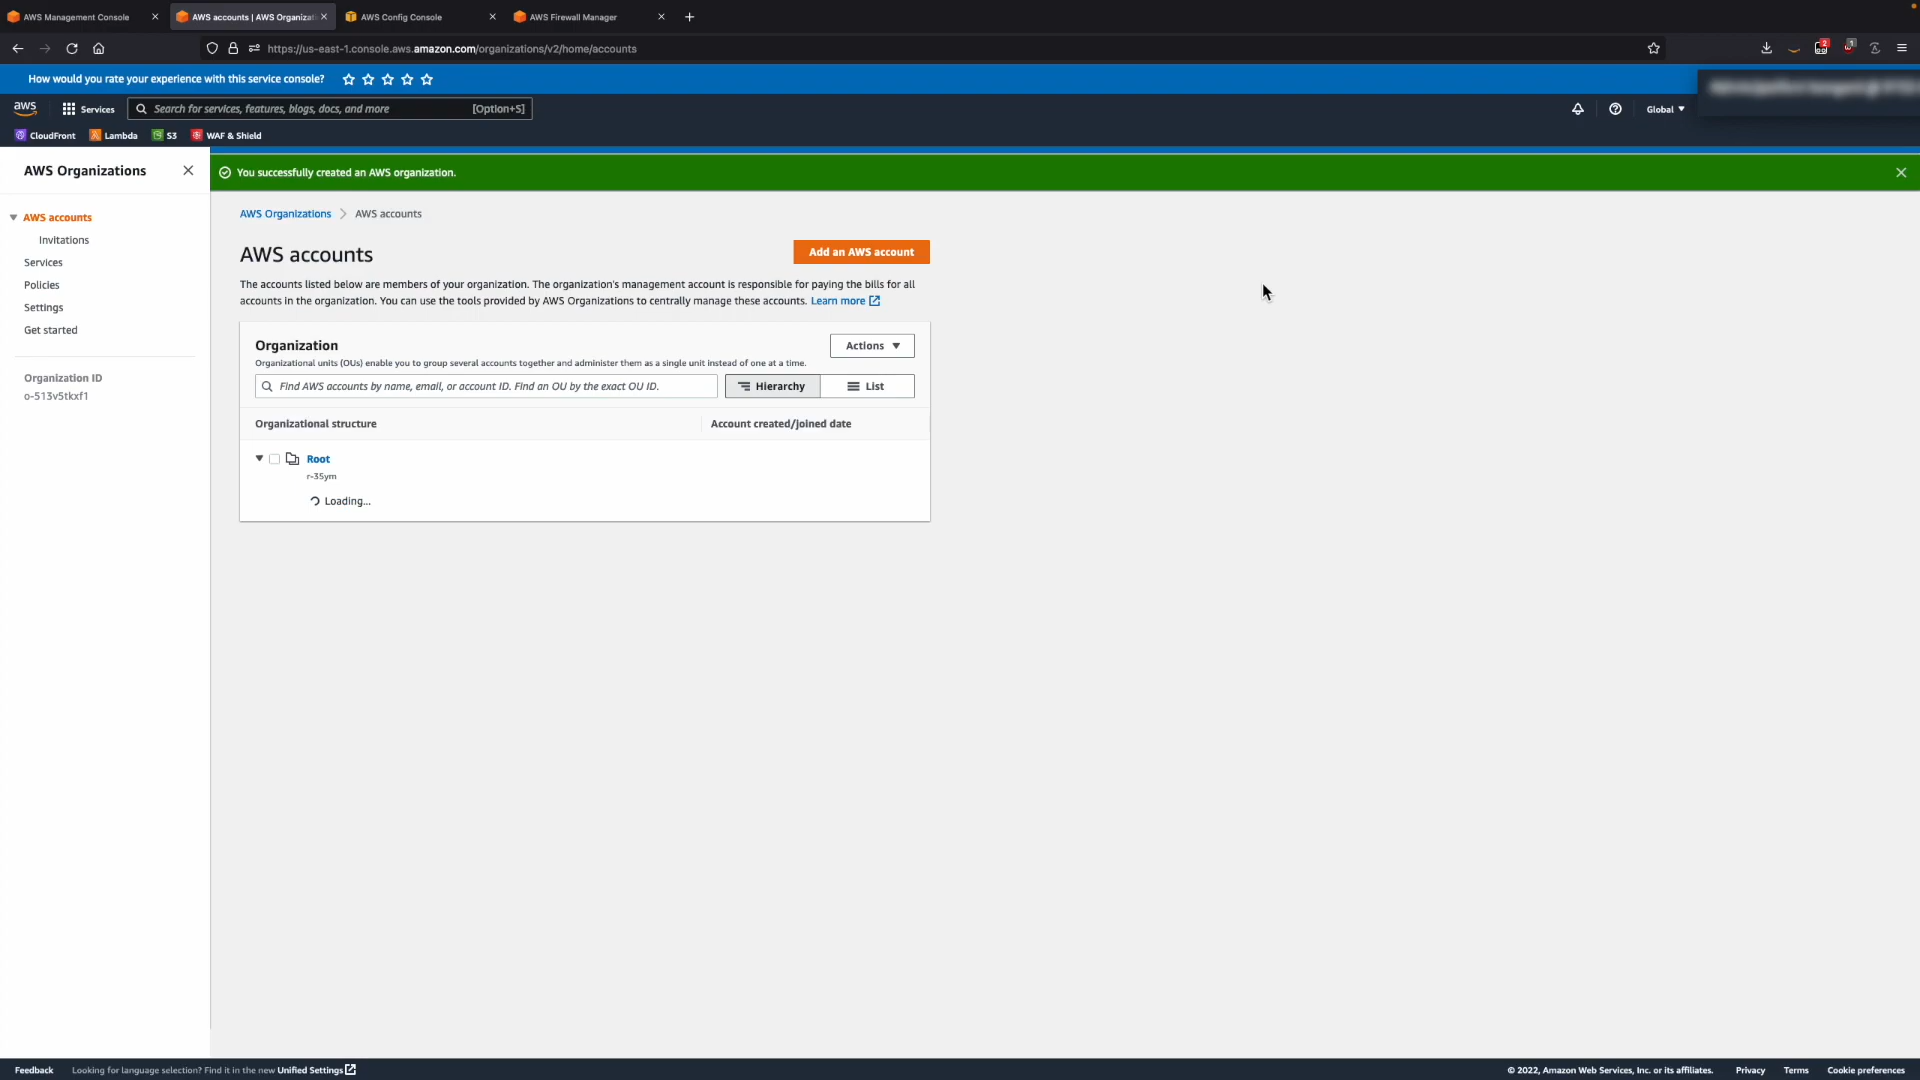 AWS Management Console
AWS accounts | AWS Organizati
AWS Config Console
AWS Firewall Manager
https://us-east-1.console.aws.amazon.com/organizations/v2/home/accounts
2
1
How would you rate your experience with this service console?
aws
Services
Search for services, features, blogs, docs, and more
[Option+S]
Global
CloudFront
Lambda
S3
WAF & Shield
AWS Organizations
You successfully created an AWS organization.
AWS accounts
Invitations
Services
Policies
Settings
Get started
Organization ID
o-513v5tkxf1
AWS Organizations
AWS accounts
AWS accounts
Add an AWS account
The accounts listed below are members of your organization. The organization's management account is responsible for paying the bills for all
accounts in the organization. You can use the tools provided by AWS Organizations to centrally manage these accounts. Learn more
Organization
Actions
Organizational units (OUs) enable you to group several accounts together and administer them as a single unit instead of one at a time.
Find AWS accounts by name, email, or account ID. Find an OU by the exact OU ID.
Hierarchy
List
Organizational structure
Account created/joined date
Root
r-35ym
Loading...
Feedback
Looking for language selection? Find it in the new Unified Settings
© 2022, Amazon Web Services, Inc. or its affiliates.
Privacy
Terms
Cookie preferences